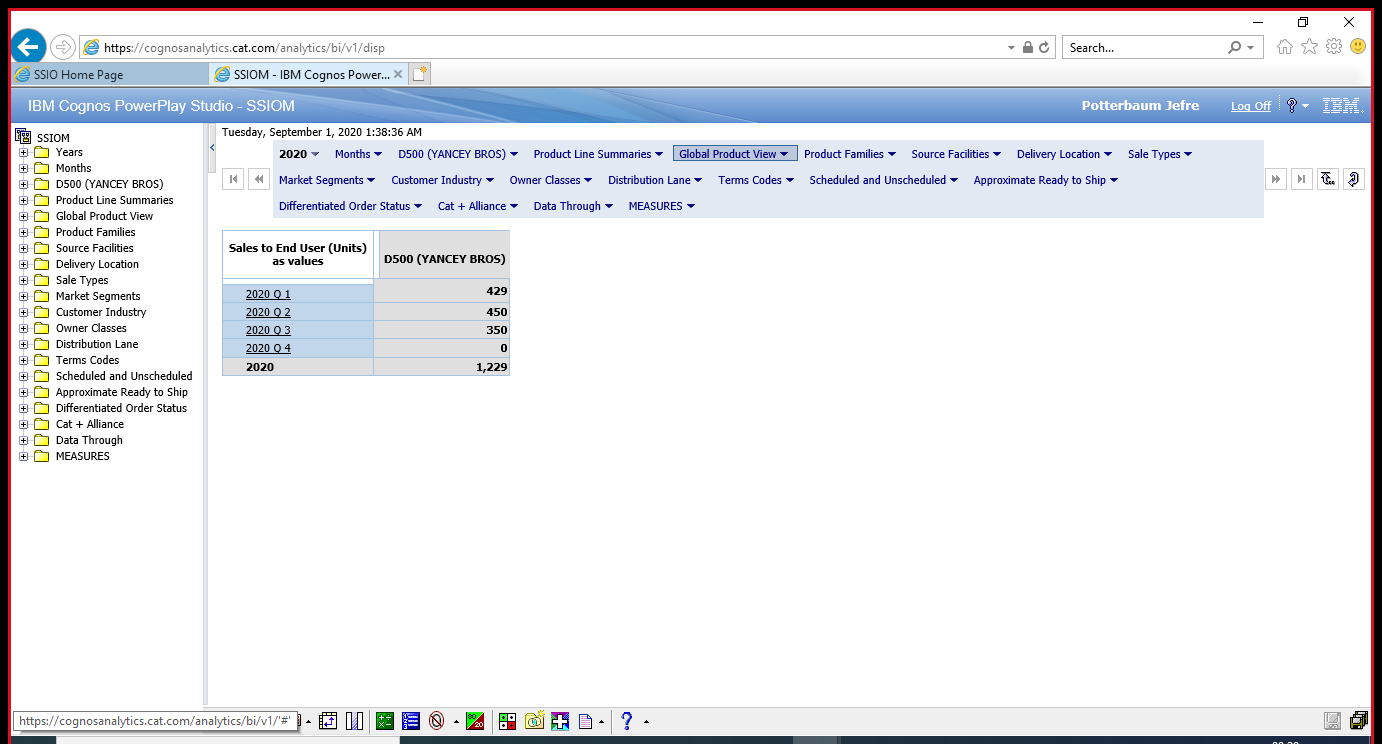 https://cognosanalytics.cat.com/analytics/bi/v1/disp
Search...
SSIO Home Page
SSIOM - IBM Cognos Power...
IBM Cognos PowerPlay Studio - SSIOM
Potterbaum Jefre
Log Off
IBM.
SSIOM
Years
Months
D500 (YANCEY BROS)
Product Line Summaries
Global Product View
Product Families
Source Facilities
Delivery Location
Sale Types
Market Segments
Customer Industry
Owner Classes
Distribution Lane
Terms Codes
Scheduled and Unscheduled
Approximate Ready to Ship
Differentiated Order Status
Cat + Alliance
Data Through
MEASURES
Tuesday, September 1, 2020 1:38:36 AM
2020 Months D500 (YANCEY BROS) Product Line Summaries Global Product View Product Families Source Facilities Delivery Location Sale Types
Market Segments Customer Industry Owner Classes Distribution Lane Terms Codes Scheduled and Unscheduled Approximate Ready to Ship
Differentiated Order Status Cat + Alliance Data Through MEASURES
Sales to End User (Units)
as values
D500 (YANCEY BROS)
2020 Q 1 429
2020 Q 2 450
2020 Q 3 350
2020 Q 4 0
2020 1,229
https://cognosanalytics.cat.com/analytics/bi/v1/'#'
80
20